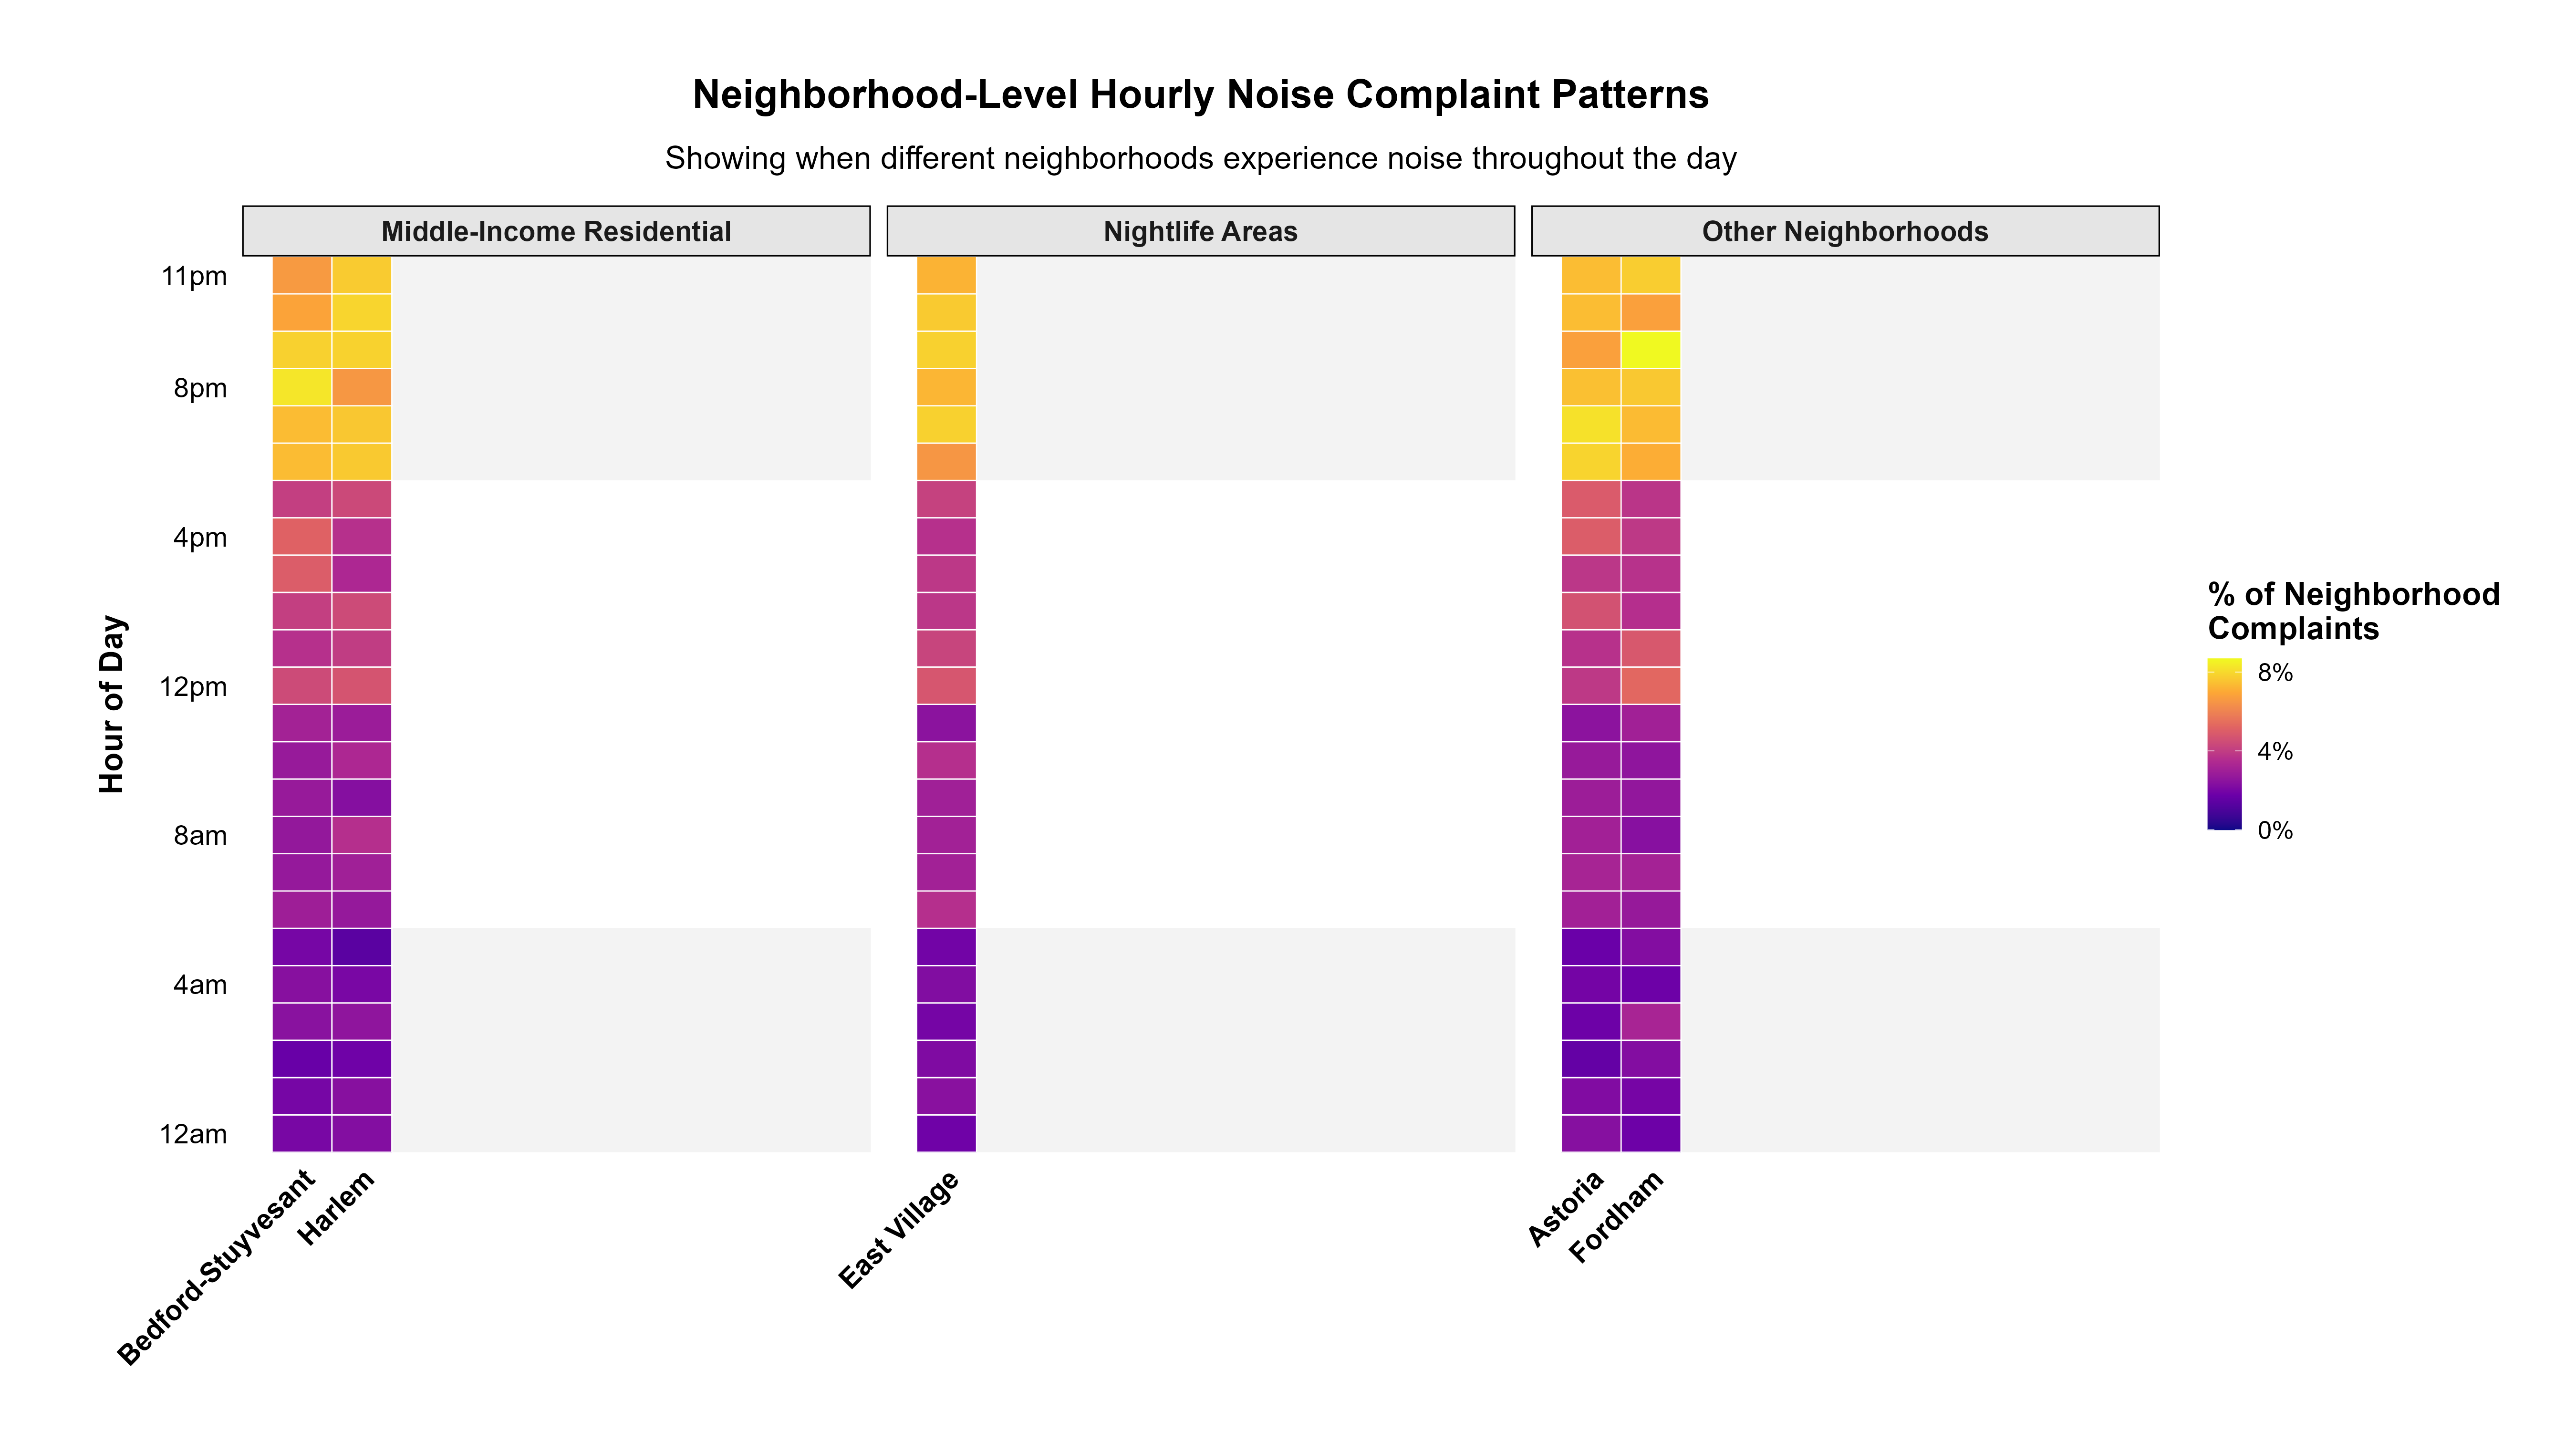 Neighborhood-Level Hourly Noise Complaint Patterns
Showing when different neighborhoods experience noise throughout the day
Middle-Income Residential
Nightlife Areas
Other Neighborhoods
11pm
8pm
4pm
12pm
8am
4am
12am
Hour of Day
Bedford-Stuyvesant
Harlem
East Village
Astoria
Fordham
% of Neighborhood
Complaints
8%
4%
0%